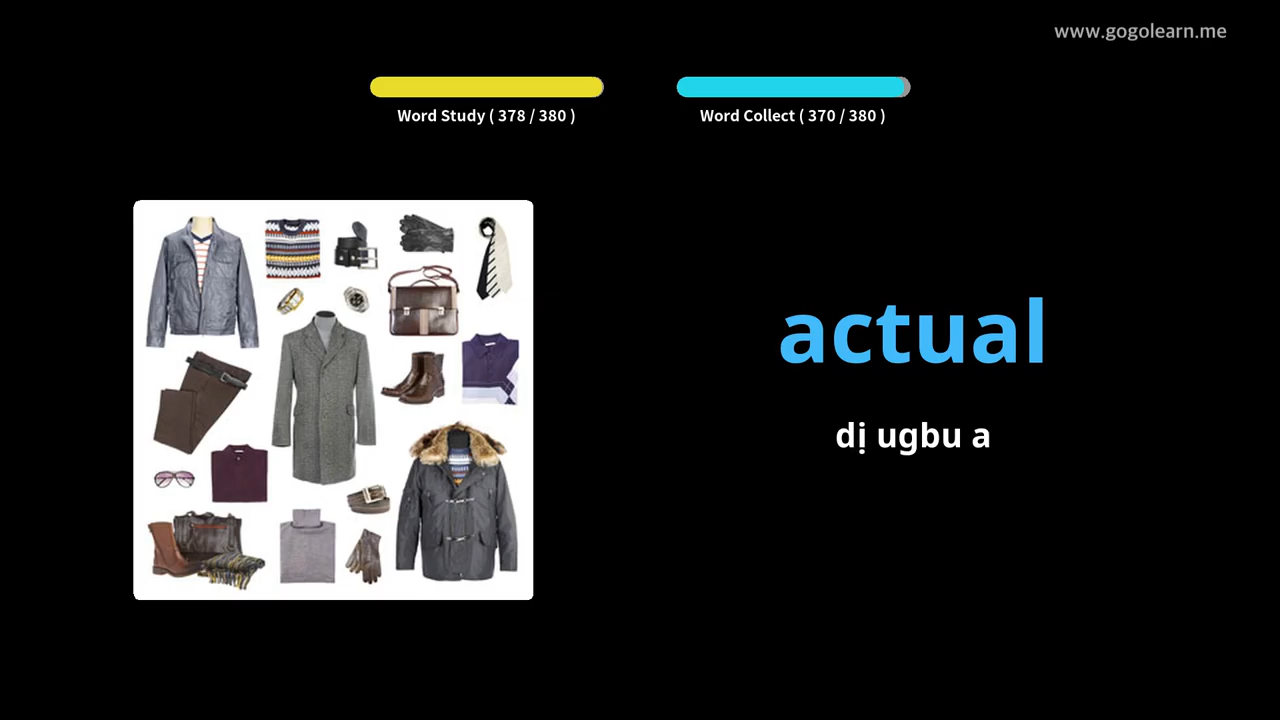 www.gogolearn.me
Word Study ( 378 / 380 )
Word Collect ( 370 / 380 )
actual
dị ugbu a